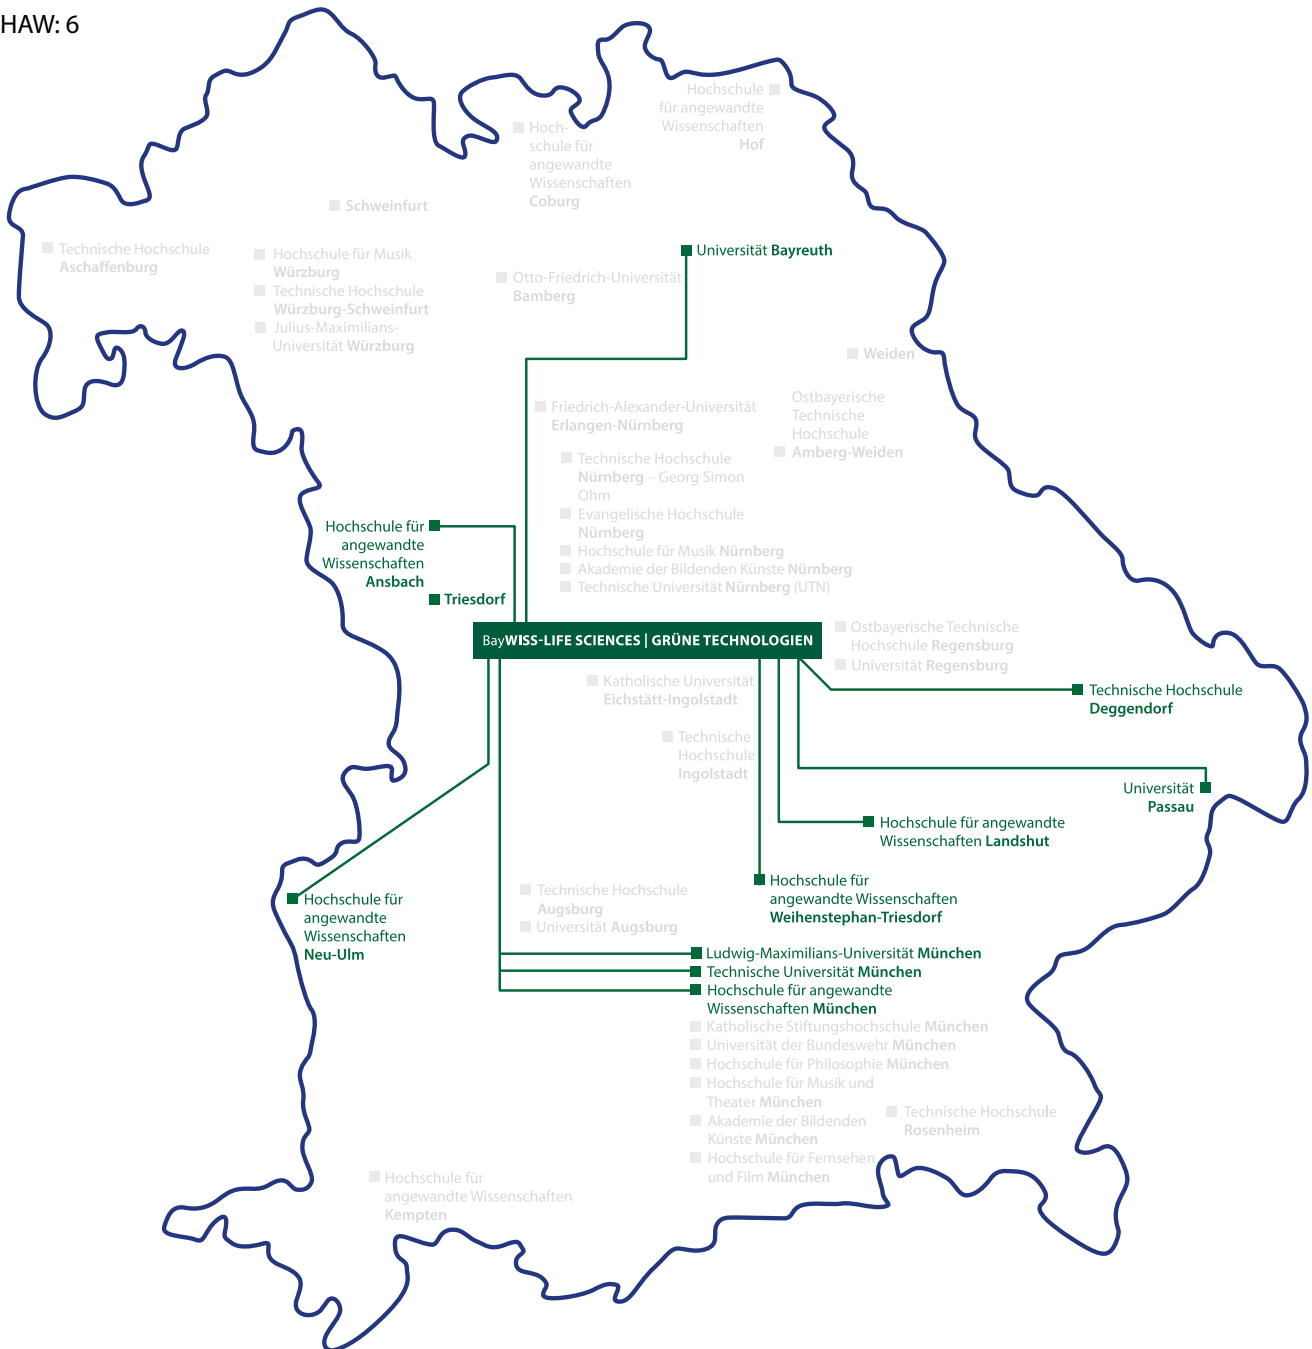 HAW: 6
Hochschule
für angewandte
Wissenschaften
Hof
Hoch-
schule für
angewandte
Wissenschaften
Coburg
Schweinfurt
Technische Hochschule
Aschaffenburg
Hochschule für Musik
Würzburg
Technische Hochschule
Würzburg-Schweinfurt
Julius-Maximilians-
Universität Würzburg
Universität Bayreuth
Otto-Friedrich-Universität
Bamberg
Weiden
Ostbayerische
Technische
Hochschule
Amberg-Weiden
Friedrich-Alexander-Universität
Erlangen-Nürnberg
Technische Hochschule
Nürnberg – Georg Simon
Ohm
Evangelische Hochschule
Nürnberg
Hochschule für Musik Nürnberg
Akademie der Bildenden Künste Nürnberg
Technische Universität Nürnberg (UTN)
Hochschule für
angewandte
Wissenschaften
Ansbach
Triesdorf
BayWISS-LIFE SCIENCES | GRÜNE TECHNOLOGIEN
Ostbayerische Technische
Hochschule Regensburg
Universität Regensburg
Katholische Universität
Eichstätt-Ingolstadt
Technische Hochschule
Deggendorf
Technische
Hochschule
Ingolstadt
Universität
Passau
Hochschule für angewandte
Wissenschaften Landshut
Hochschule für
angewandte Wissenschaften
Weihenstephan-Triesdorf
Technische Hochschule
Augsburg
Universität Augsburg
Hochschule für
angewandte
Wissenschaften
Neu-Ulm
Ludwig-Maximilians-Universität München
Technische Universität München
Hochschule für angewandte
Wissenschaften München
Katholische Stiftungshochschule München
Universität der Bundeswehr München
Hochschule für Philosophie München
Hochschule für Musik und
Theater München
Akademie der Bildenden
Künste München
Hochschule für Fernsehen
und Film München
Technische Hochschule
Rosenheim
Hochschule für
angewandte Wissenschaften
Kempten